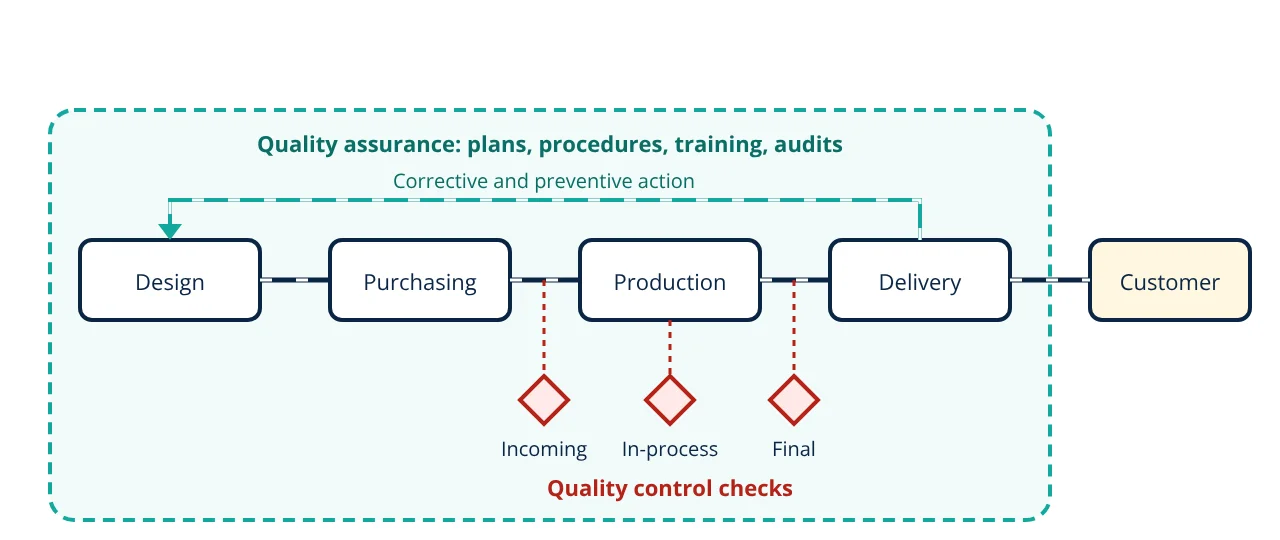 Quality assurance: plans, procedures, training, audits
Corrective and preventive action
Design
Purchasing
Production
Delivery
Customer
Incoming
In-process
Final
Quality control checks